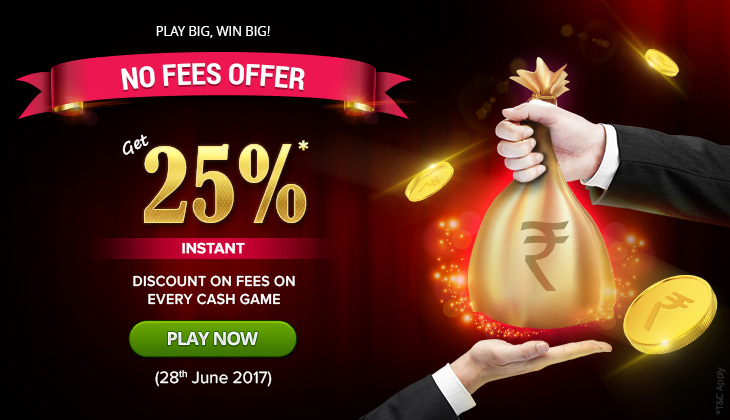 PLAY BIG, WIN BIG!
NO FEES OFFER
Get
25%*
INSTANT
DISCOUNT ON FEES ON
EVERY CASH GAME
PLAY NOW
(28th June 2017)
₹
₹
*T&C Apply